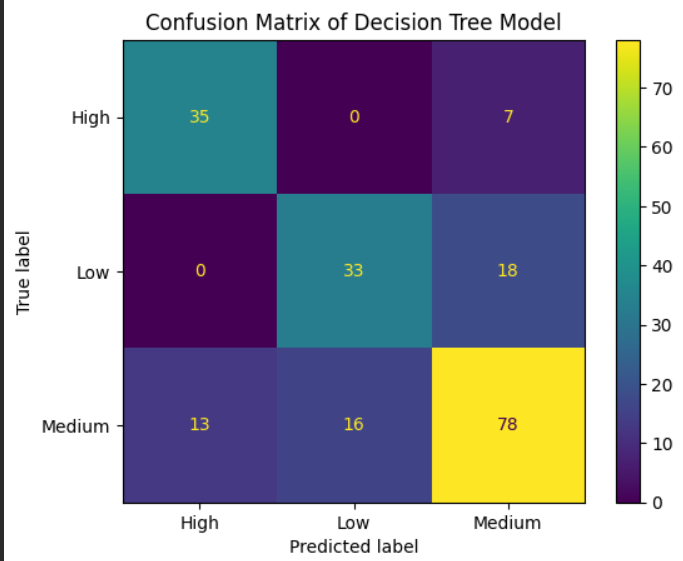 Confusion Matrix of Decision Tree Model
True label
High
35
0
7
Low
0
33
18
Medium
13
16
78
High
Low
Medium
Predicted label
70
60
50
40
30
20
10
0